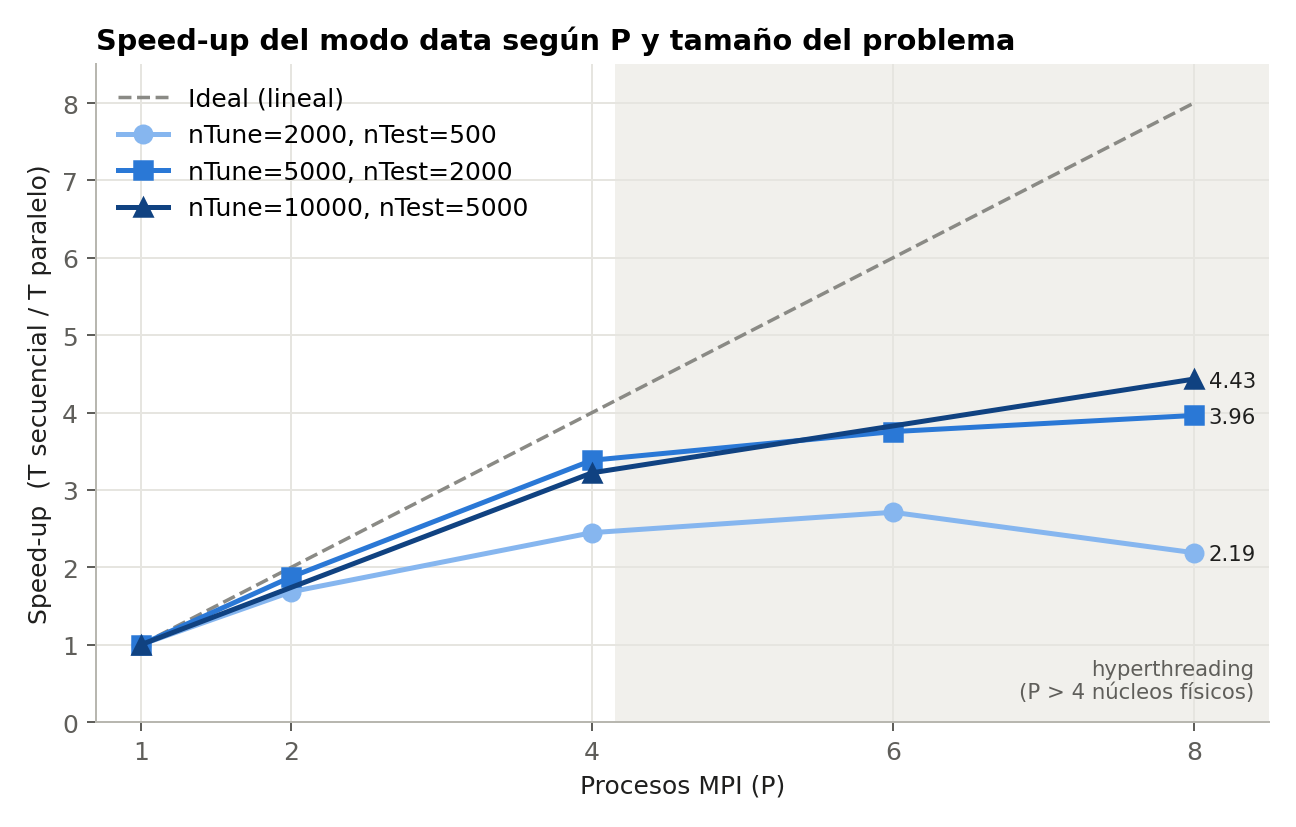 Speed-up del modo data según P y tamaño del problema
Ideal (lineal)
nTune=2000, nTest=500
nTune=5000, nTest=2000
nTune=10000, nTest=5000
Speed-up  (T secuencial / T paralelo)
8
7
6
5
4
3
2
1
0
4.43
3.96
2.19
hyperthreading
(P > 4 núcleos físicos)
1 2 4 6 8
Procesos MPI (P)